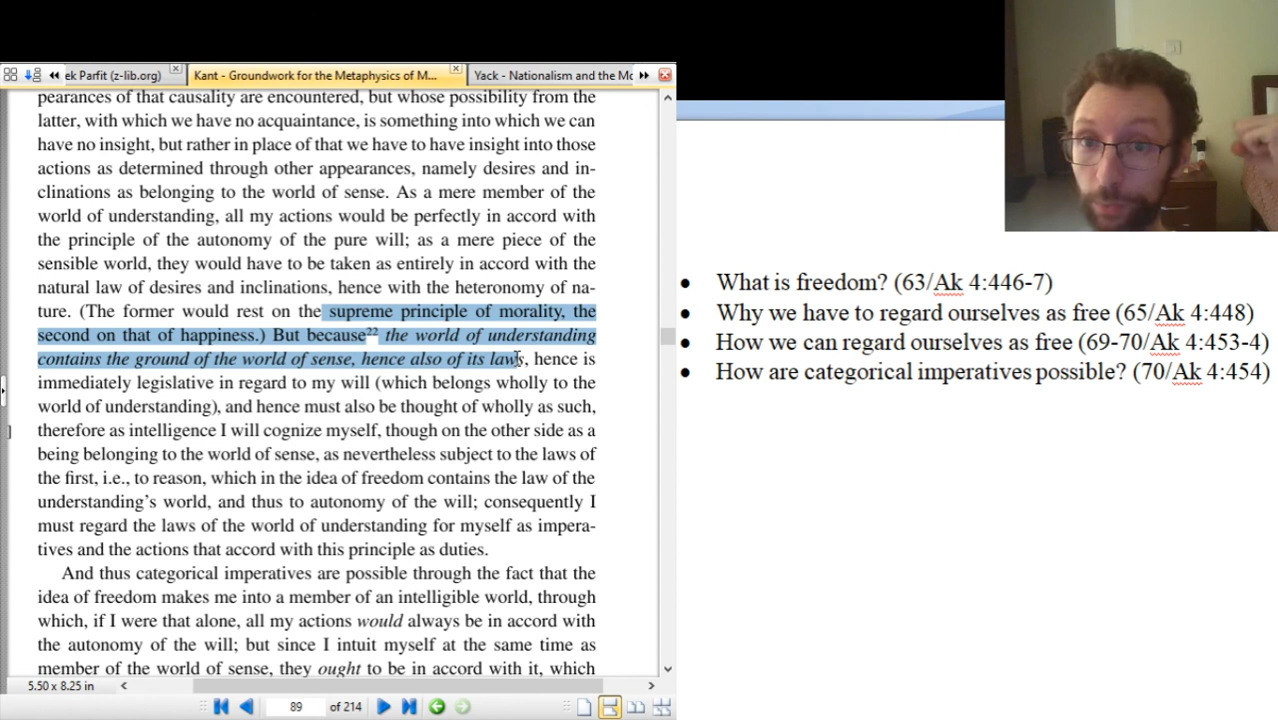 ek Parfit (z-lib.org)
Kant - Groundwork for the Metaphysics of M...
Yack - Nationalism and the Mo
pearances of that causality are encountered, but whose possibility from the
latter, with which we have no acquaintance, is something into which we can
have no insight, but rather in place of that we have to have insight into those
actions as determined through other appearances, namely desires and in-
clinations as belonging to the world of sense. As a mere member of the
world of understanding, all my actions would be perfectly in accord with
the principle of the autonomy of the pure will; as a mere piece of the
sensible world, they would have to be taken as entirely in accord with the
natural law of desires and inclinations, hence with the heteronomy of na-
ture. (The former would rest on the supreme principle of morality, the
second on that of happiness.) But because²² the world of understanding
contains the ground of the world of sense, hence also of its laws, hence is
immediately legislative in regard to my will (which belongs wholly to the
world of understanding), and hence must also be thought of wholly as such,
therefore as intelligence I will cognize myself, though on the other side as a
being belonging to the world of sense, as nevertheless subject to the laws of
the first, i.e., to reason, which in the idea of freedom contains the law of the
understanding's world, and thus to autonomy of the will; consequently I
must regard the laws of the world of understanding for myself as impera-
tives and the actions that accord with this principle as duties.
And thus categorical imperatives are possible through the fact that the
idea of freedom makes me into a member of an intelligible world, through
which, if I were that alone, all my actions would always be in accord with
the autonomy of the will; but since I intuit myself at the same time as
member of the world of sense, they ought to be in accord with it, which
5.50 x 8.25 in
89 of 214
• What is freedom? (63/Ak 4:446-7)
• Why we have to regard ourselves as free (65/Ak 4:448)
• How we can regard ourselves as free (69-70/Ak 4:453-4)
• How are categorical imperatives possible? (70/Ak 4:454)